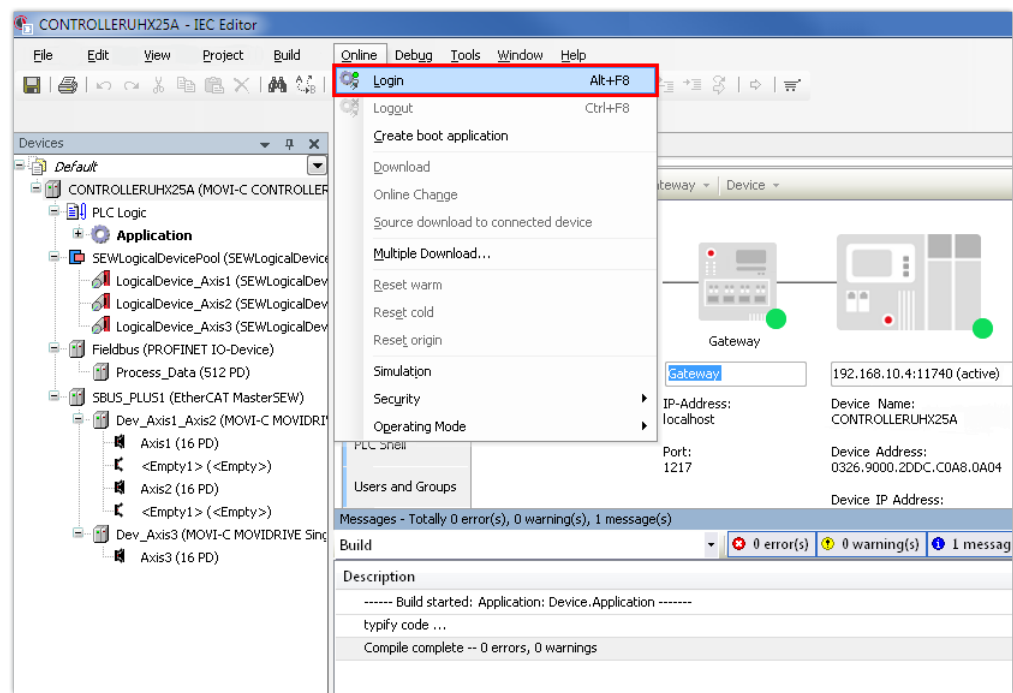 CONTROLLERUHX25A - IEC Editor
File Edit View Project Build Online Debug Tools Window Help
Login Alt+F8
Logout Ctrl+F8
Create boot application
Download
Online Change
Source download to connected device
Multiple Download...
Reset warm
Reset cold
Reset origin
Simulation
Security
Operating Mode
Devices
Default
CONTROLLERUHX25A (MOVI-C CONTROLLER
PLC Logic
Application
SEWLogicalDevicePool (SEWLogicalDevice
LogicalDevice_Axis1 (SEWLogicalDev
LogicalDevice_Axis2 (SEWLogicalDev
LogicalDevice_Axis3 (SEWLogicalDev
Fieldbus (PROFINET IO-Device)
Process_Data (512 PD)
SBUS_PLUS1 (EtherCAT MasterSEW)
Dev_Axis1_Axis2 (MOVI-C MOVIDRI
Axis1 (16 PD)
<Empty1> (<Empty>)
Axis2 (16 PD)
<Empty1> (<Empty>)
Dev_Axis3 (MOVI-C MOVIDRIVE Sing
Axis3 (16 PD)
teway Device
Gateway
Gateway 192.168.10.4:11740 (active)
IP-Address:
localhost
Port:
1217
Device Name:
CONTROLLERUHX25A
Device Address:
0326.9000.2DDC.C0A8.0A04
Device IP Address:
PLC Shell
Users and Groups
Messages - Totally 0 error(s), 0 warning(s), 1 message(s)
Build 0 error(s) 0 warning(s) 1 messag
Description
------ Build started: Application: Device.Application -------
typify code ...
Compile complete -- 0 errors, 0 warnings